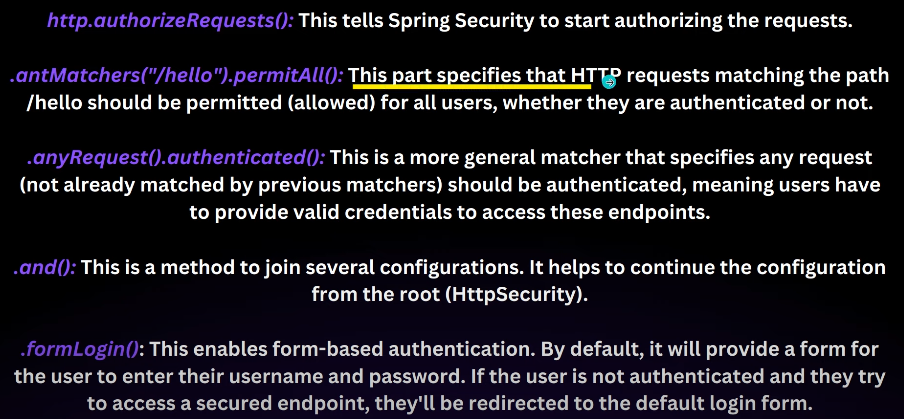 http.authorizeRequests(): This tells Spring Security to start authorizing the requests.
.antMatchers("/hello").permitAll(): This part specifies that HTTP requests matching the path
/hello should be permitted (allowed) for all users, whether they are authenticated or not.
.anyRequest().authenticated(): This is a more general matcher that specifies any request
(not already matched by previous matchers) should be authenticated, meaning users have
to provide valid credentials to access these endpoints.
.and(): This is a method to join several configurations. It helps to continue the configuration
from the root (HttpSecurity).
.formLogin(): This enables form-based authentication. By default, it will provide a form for
the user to enter their username and password. If the user is not authenticated and they try
to access a secured endpoint, they'll be redirected to the default login form.